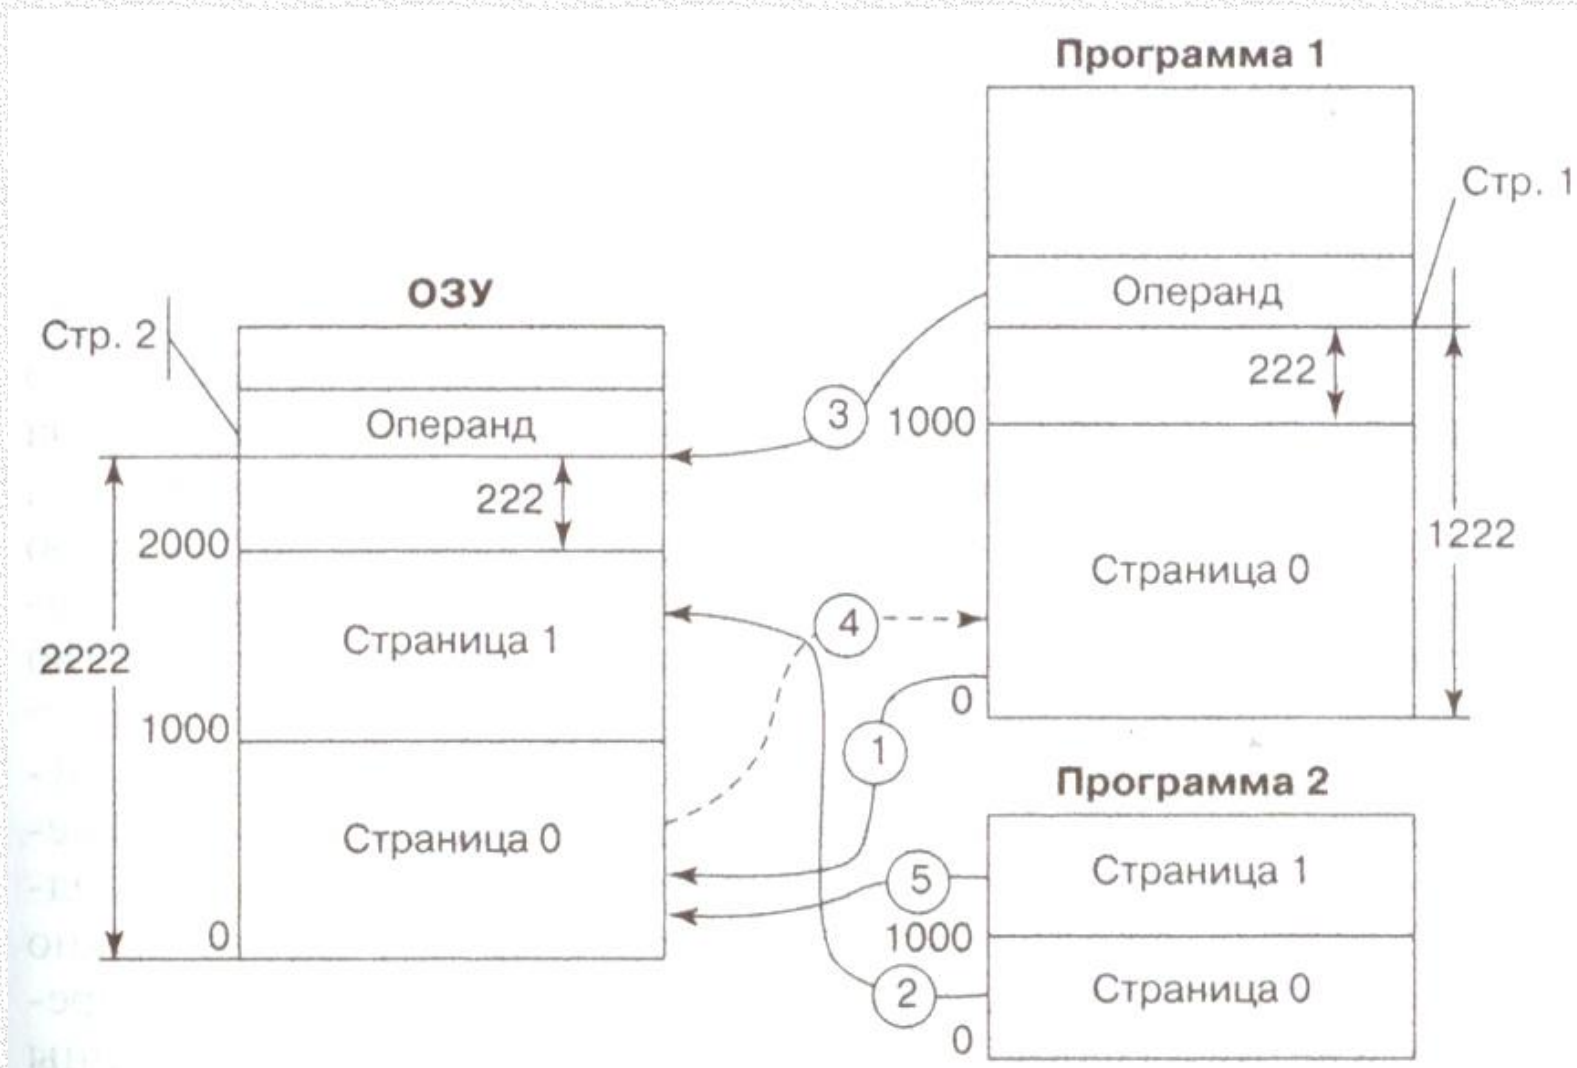 Программа 1
Стр. 1
Операнд
222
1000
1222
Страница 0
0
ОЗУ
Стр. 2
Операнд
222
2000
Страница 1
2222
1000
Страница 0
0
3
4
1
5
2
Программа 2
Страница 1
1000
Страница 0
0